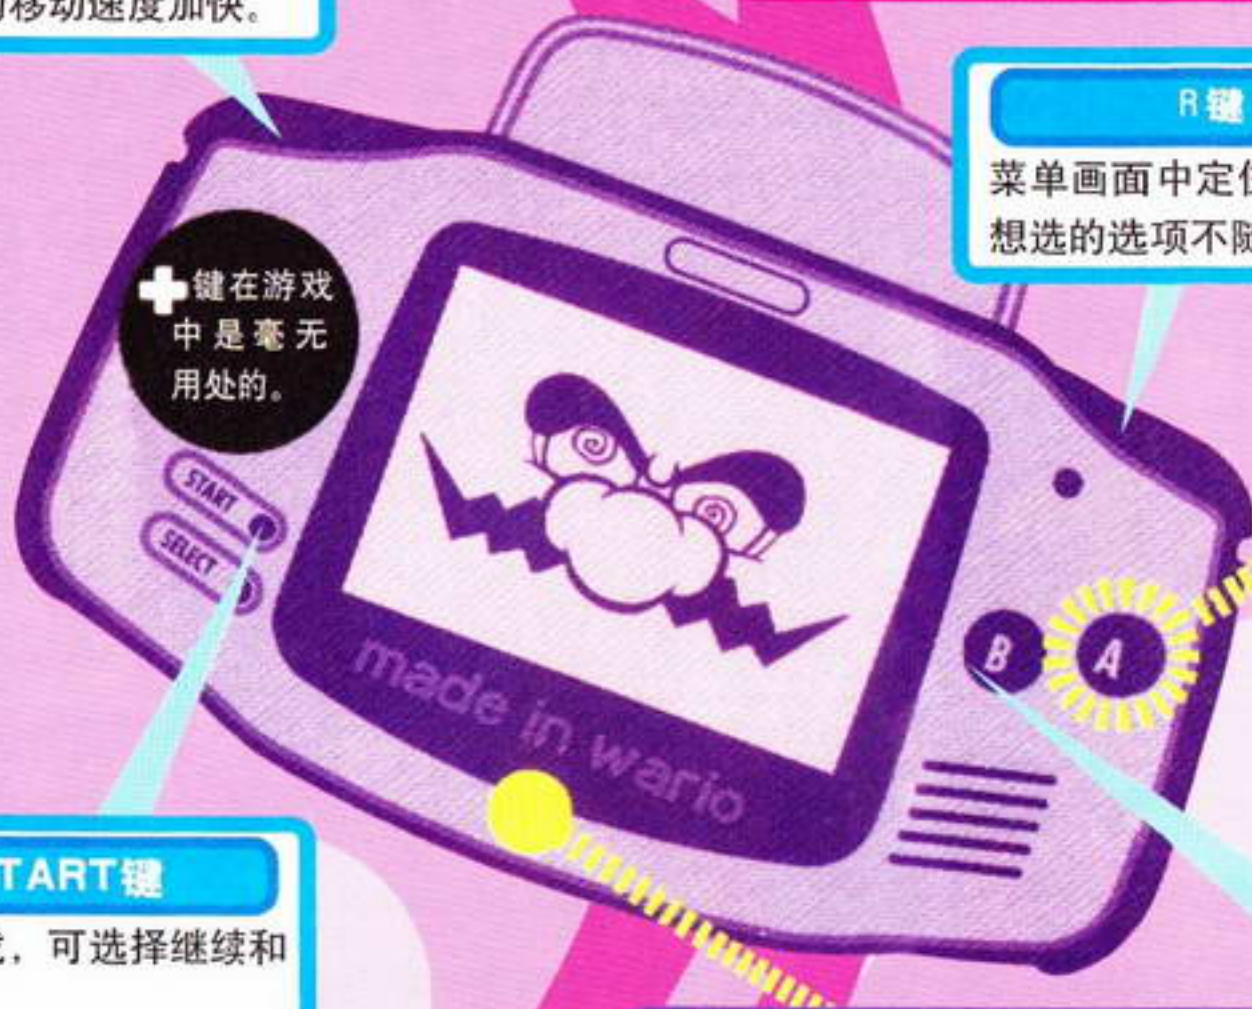 移动速度加快。
R键
菜单画面中定
想选的选项不
键在游戏
中是毫无
用处的。
START
SELECT
made in wario
B
A
TART键
，可选择继续和